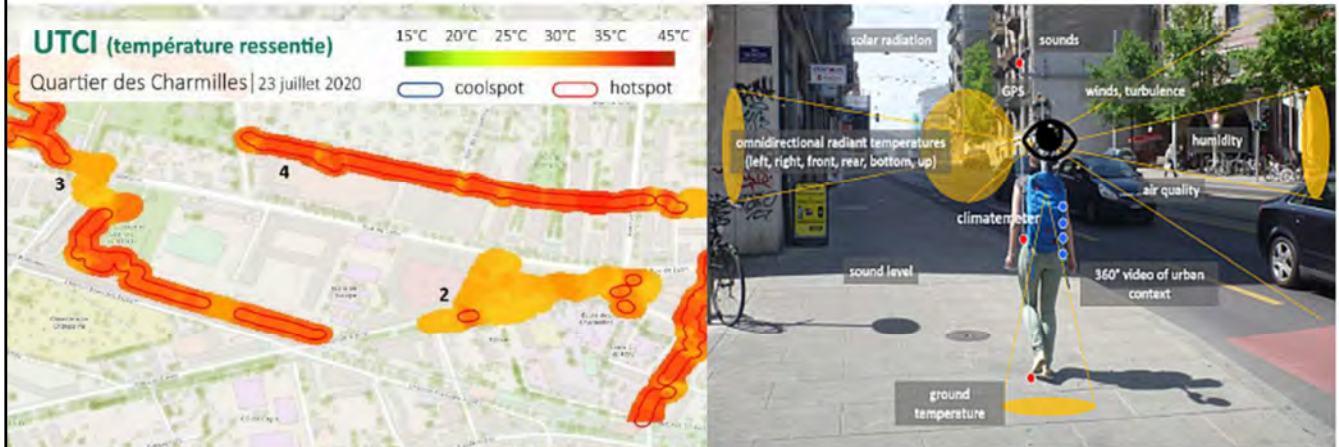 UTCI (température ressentie)
Quartier des Charmilles | 23 juillet 2020
15°C 20°C 25°C 30°C 35°C 45°C
coolspot hotspot
3
4
2
solar radiation
sounds
GPS
winds, turbulence
omnidirectional radiant temperatures
(left, right, front, rear, bottom, up)
humidity
air quality
climatemeter
sound level
360° video of urban
context
ground
temperature